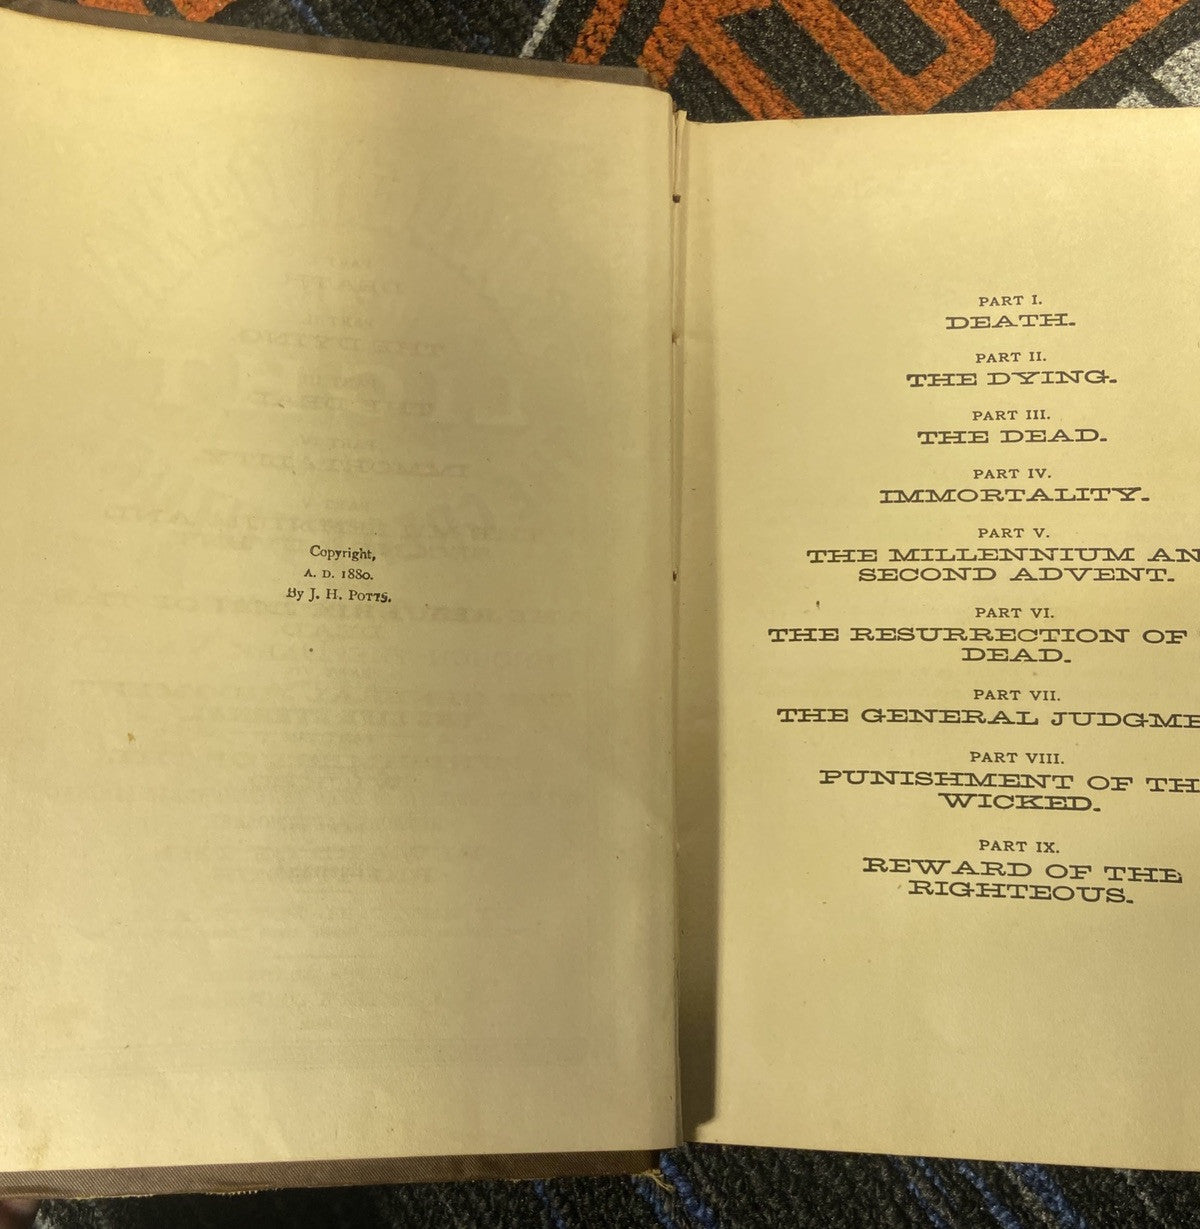 Copyright,
A. D. 1880.
By J. H. POTTS.
PART I.
DEATH.
PART II.
THE DYING.
PART III.
THE DEAD.
PART IV.
IMMORTALITY.
PART V.
THE MILLENNIUM AN
SECOND ADVENT.
PART VI.
THE RESURRECTION OF
DEAD.
PART VII.
THE GENERAL JUDGME
PART VIII.
PUNISHMENT OF TH
WICKED.
PART IX.
REWARD OF THE
RIGHTEOUS.